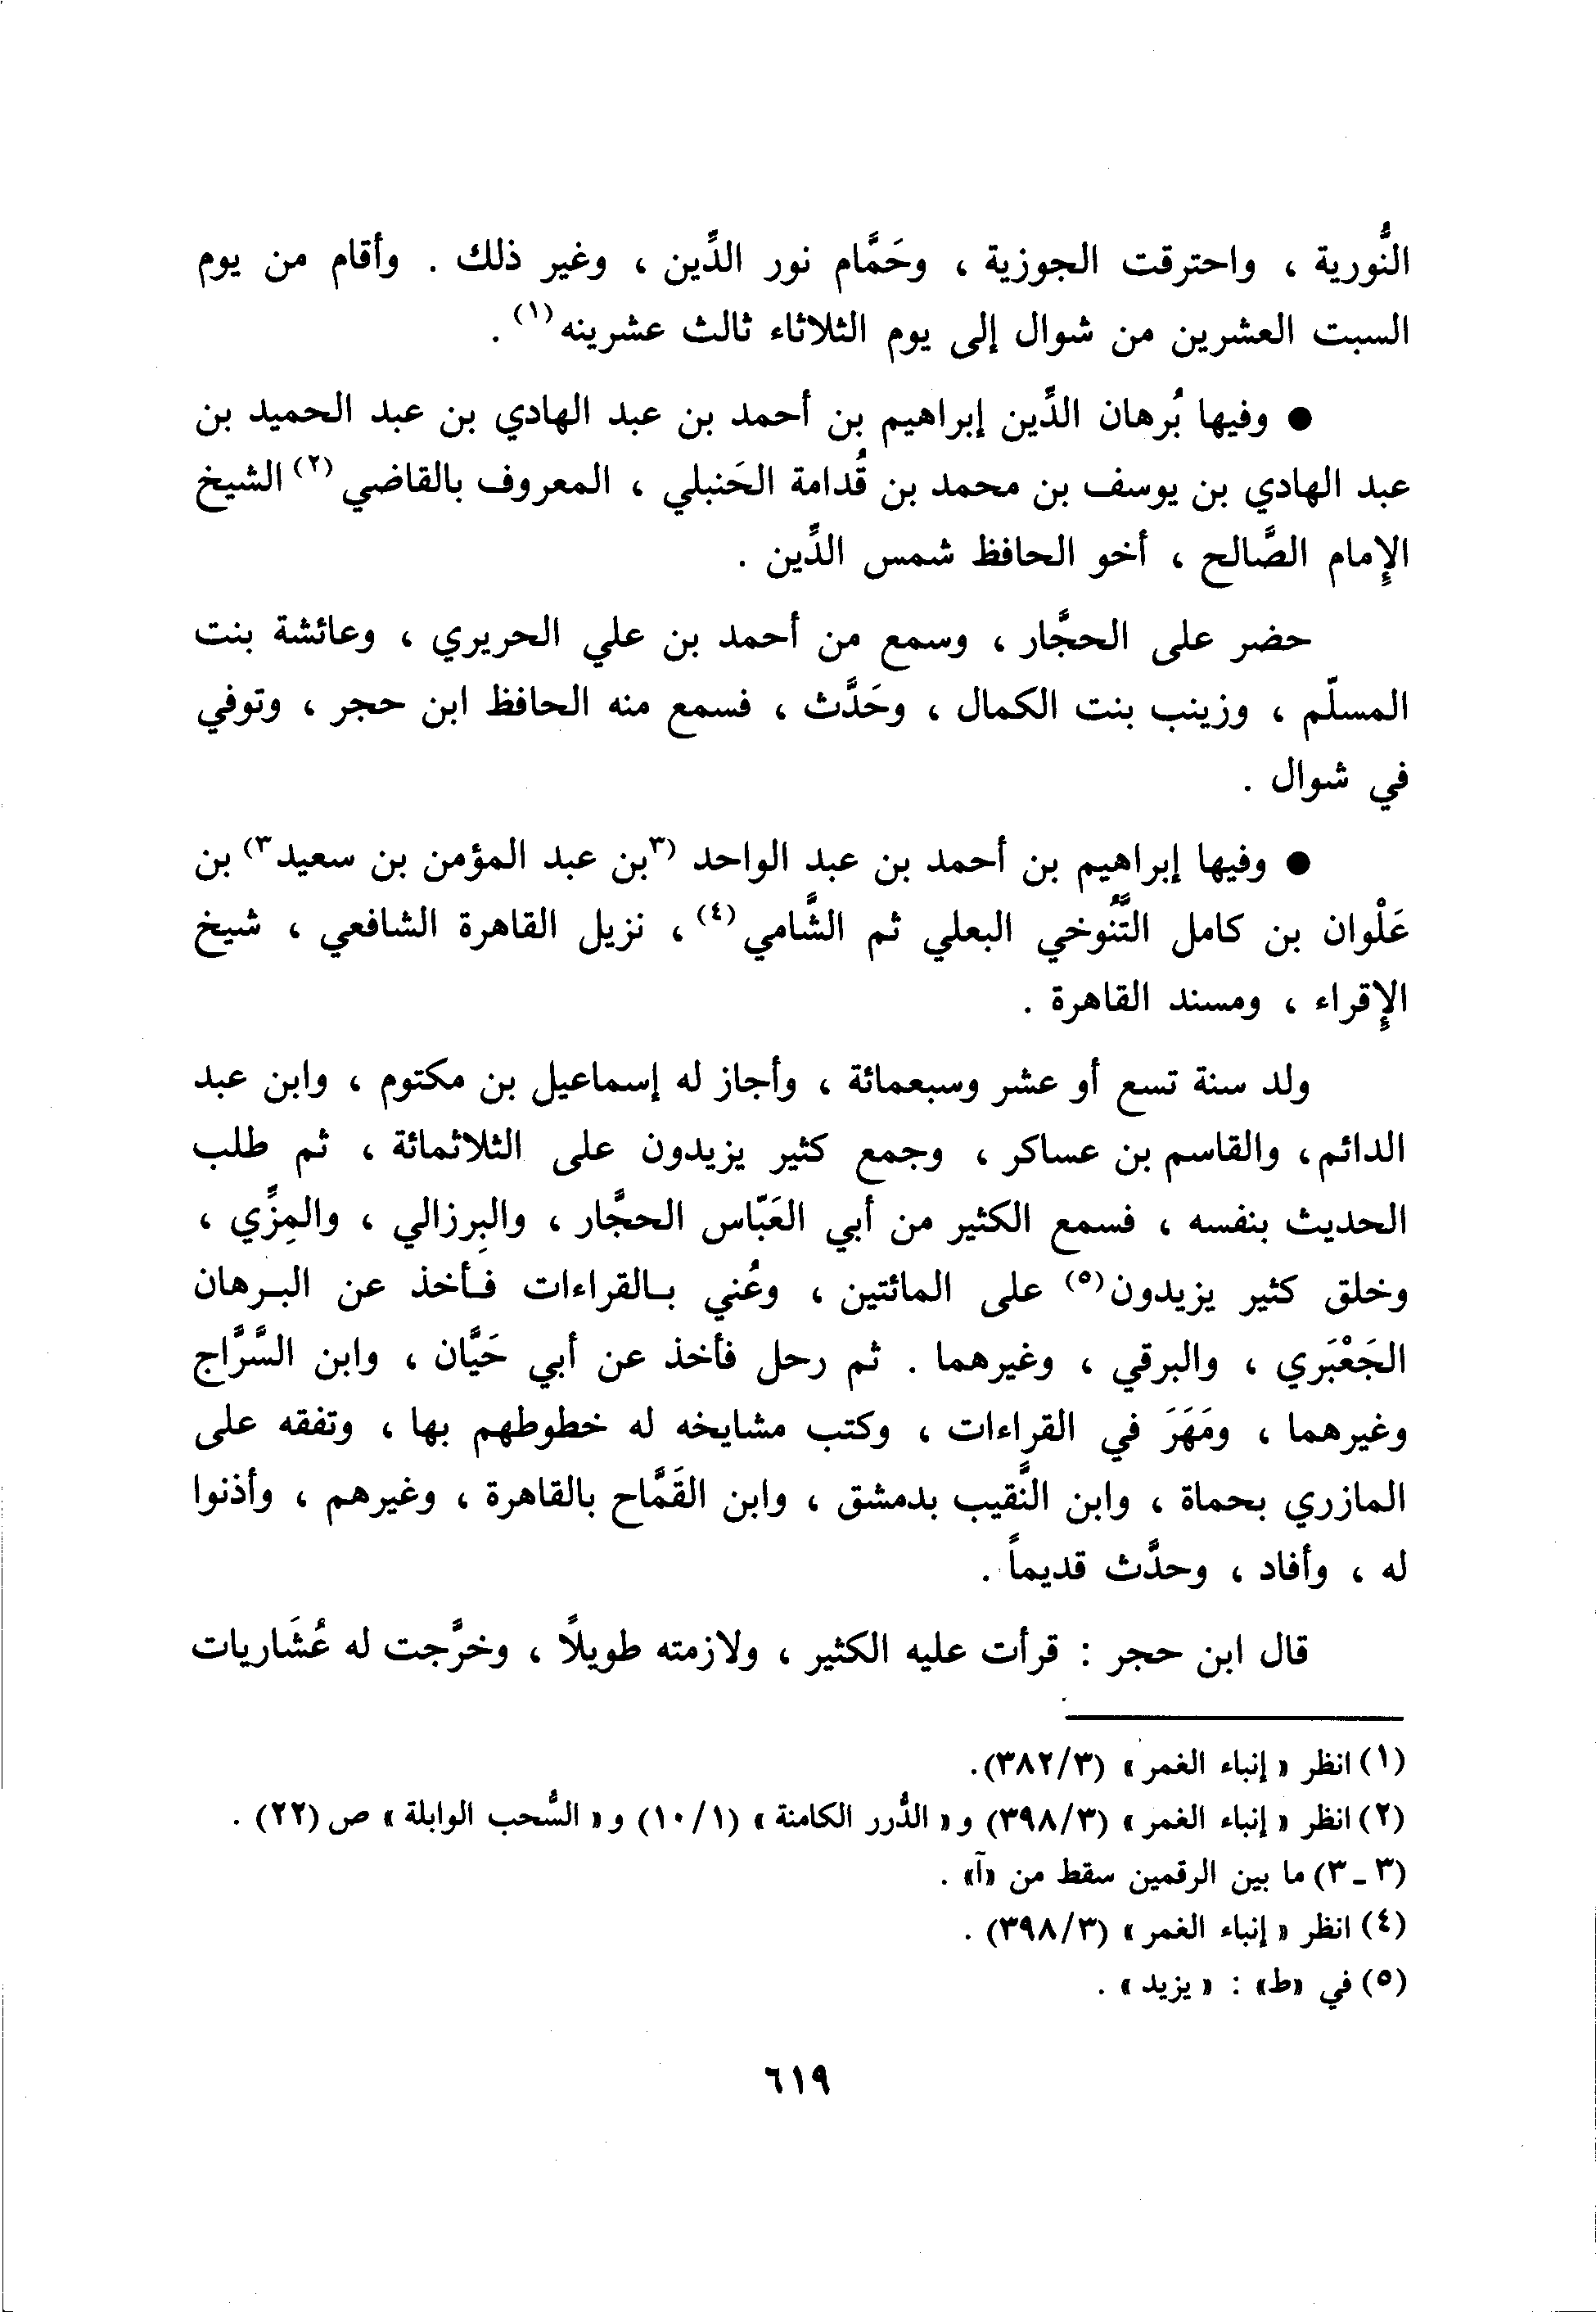 النُّورية ، واحترقت الجوزية ، وحَمَّام نور الدِّين ، وغير ذلك . وأقام من يوم
السبت العشرين من شوال إلى يوم الثلاثاء ثالث عشرينه(١) .
● وفيها بُرهان الدِّين إبراهيم بن أحمد بن عبد الهادي بن عبد الحميد بن
عبد الهادي بن يوسف بن محمد بن قُدامة الحَنبلي ، المعروف بالقاضي(٢) الشيخ
الإِمام الصَّالح ، أخو الحافظ شمس الدِّين .
حضر على الحجَّار ، وسمع من أحمد بن علي الحريري ، وعائشة بنت
المسلّم ، وزينب بنت الكمال ، وحَدَّث ، فسمع منه الحافظ ابن حجر ، وتوفي
في شوال .
● وفيها إبراهيم بن أحمد بن عبد الواحد (٣بن عبد المؤمن بن سعيد٣) بن
عَلْوان بن كامل التَّنُوخي البعلي ثم الشَّامي(٤) ، نزيل القاهرة الشافعي ، شيخ
الإِقراء ، ومسند القاهرة .
ولد سنة تسع أو عشر وسبعمائة ، وأجاز له إسماعيل بن مكتوم ، وابن عبد
الدائم، والقاسم بن عساكر ، وجمع كثير يزيدون على الثلاثمائة ، ثم طلب
الحديث بنفسه ، فسمع الكثير من أبي العَبّاس الحجَّار ، والبِرزالي ، والمِزِّي ،
وخلق كثير يزيدون(٥) على المائتين ، وعُني بالقراءات فأخذ عن البرهان
الجَعْبَري ، والبرقي ، وغيرهما . ثم رحل فأخذ عن أبي حَيَّان ، وابن السَّرَّاج
وغيرهما ، ومَهَرَ في القراءات ، وكتب مشايخه له خطوطهم بها ، وتفقه على
المازري بحماة ، وابن النَّقيب بدمشق ، وابن القَمَّاح بالقاهرة ، وغيرهم ، وأذنوا
له ، وأفاد ، وحدَّث قديماً .
قال ابن حجر : قرأت عليه الكثير ، ولازمته طويلًا ، وخرَّجت له عُشَاريات
(١) انظر « إنباء الغمر » (٣٨٢/٣).
(٢) انظر « إنباء الغمر » (٣٩٨/٣) و « الدُّرر الكامنة » (١٠/١) و « السُّحب الوابلة » ص (٢٢) .
(٣ - ٣) ما بين الرقمين سقط من «آ» .
(٤) انظر « إنباء الغمر » (٣٩٨/٣) .
(٥) في «ط» : « يزيد » .
٦١٩